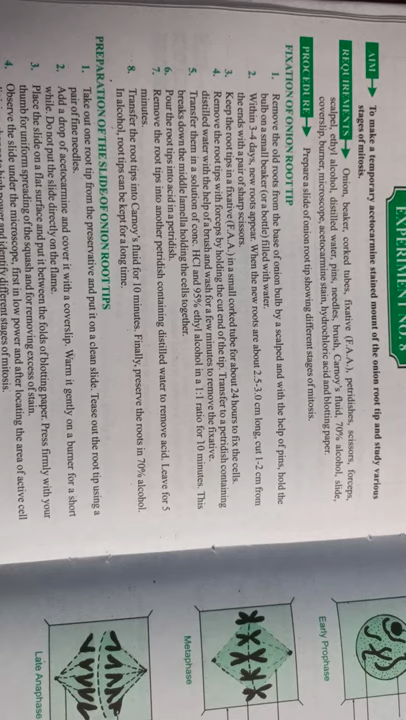 EXPERIMENT NO. 8
AIM To make a temporary acetocarmine stained mount of the onion root tip and study various
stages of mitosis.
REQUIREMENTS Onion, beaker, corked tubes, fixative (F.A.A.), petridishes, scissors, forceps,
scalpel, ethyl alcohol, distilled water, pins, needles, brush, Carnoy's fluid, 70% alcohol, slide,
coverslip, burner, microscope, acetocarmine stain, hydrochloric acid and blotting paper.
PROCEDURE Prepare a slide of onion root tip showing different stages of mitosis.
FIXATION OF ONION ROOT TIP
1. Remove the old roots from the base of onion bulb by a scalped and with the help of pins, hold the
bulb on a small beaker (or a bottle) filled with water.
2. Within 3-4 days, new roots appear. When the new roots are about 2.5-3.0 cm long, cut 1-2 cm from
the ends with a pair of sharp scissors.
3. Keep the root tips in a fixative (F.A.A.) in a small corked tube for about 24 hours to fix the cells.
4. Remove the root tips with forceps by holding the cut end of the tip. Transfer to a petridish containing
distilled water with the help of a brush and wash for a few minutes to remove the fixative.
5. Transfer them in a solution of conc. HCl and 95% ethyl alcohol in a 1:1 ratio for 10 minutes. This
breaks down the middle lamella holding the cells together.
6. Pour the root tips into acid in a petridish.
7. Remove the root tips into another petridish containing distilled water to remove acid. Leave for 5
minutes.
8. Transfer the root tips into Carnoy's fluid for 10 minutes. Finally, preserve the roots in 70% alcohol.
In alcohol, root tips can be kept for a long time.
PREPARATION OF THE SLIDE OF ONION ROOT TIPS
1. Take out one root tip from the preservative and put it on a clean slide. Tease out the root tip using a
pair of fine needles.
2. Add a drop of acetocarmine and cover it with a coverslip. Warm it gently on a burner for a short
while. Do not put the slide directly on the flame.
3. Place the slide on a flat surface and put it between the folds of blotting paper. Press firmly with your
thumb for uniform spreading of the squash and for removing excess of stain.
4. Observe the slide under the microscope, first in low power and after locating the area of active cell
high power and identify different stages of mitosis.
Early Prophase
Metaphase
Late Anaphase